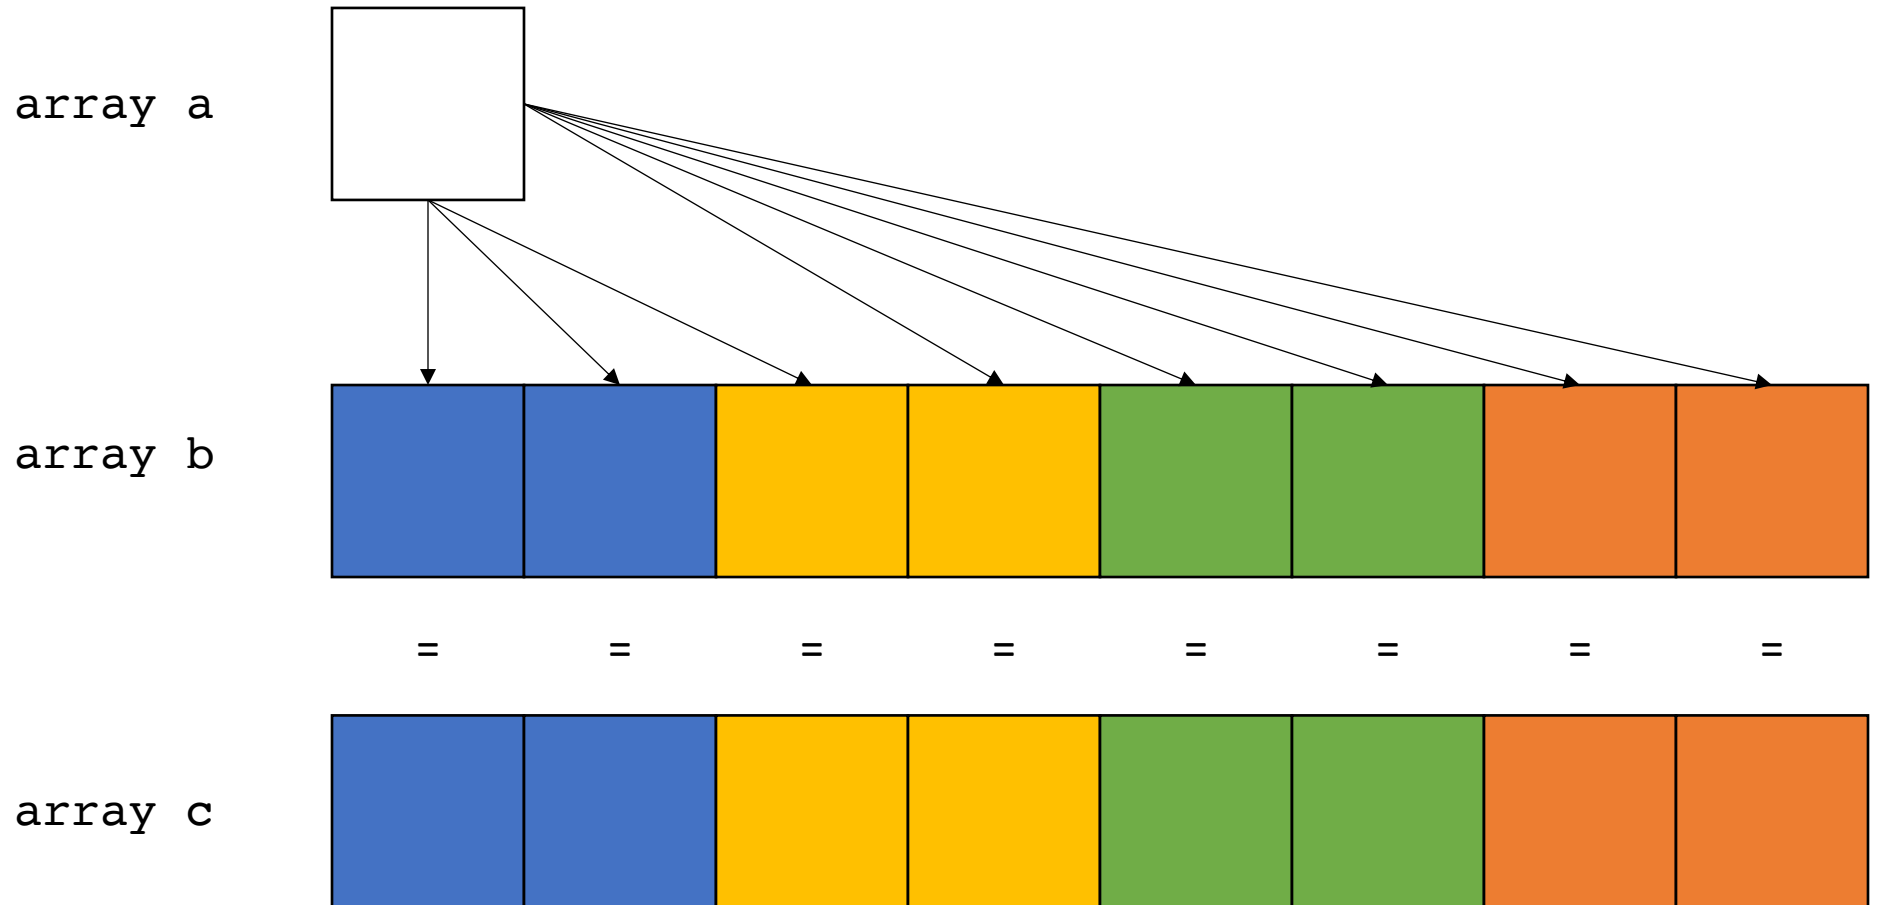 array a
array b
= = = = = = = =
array c